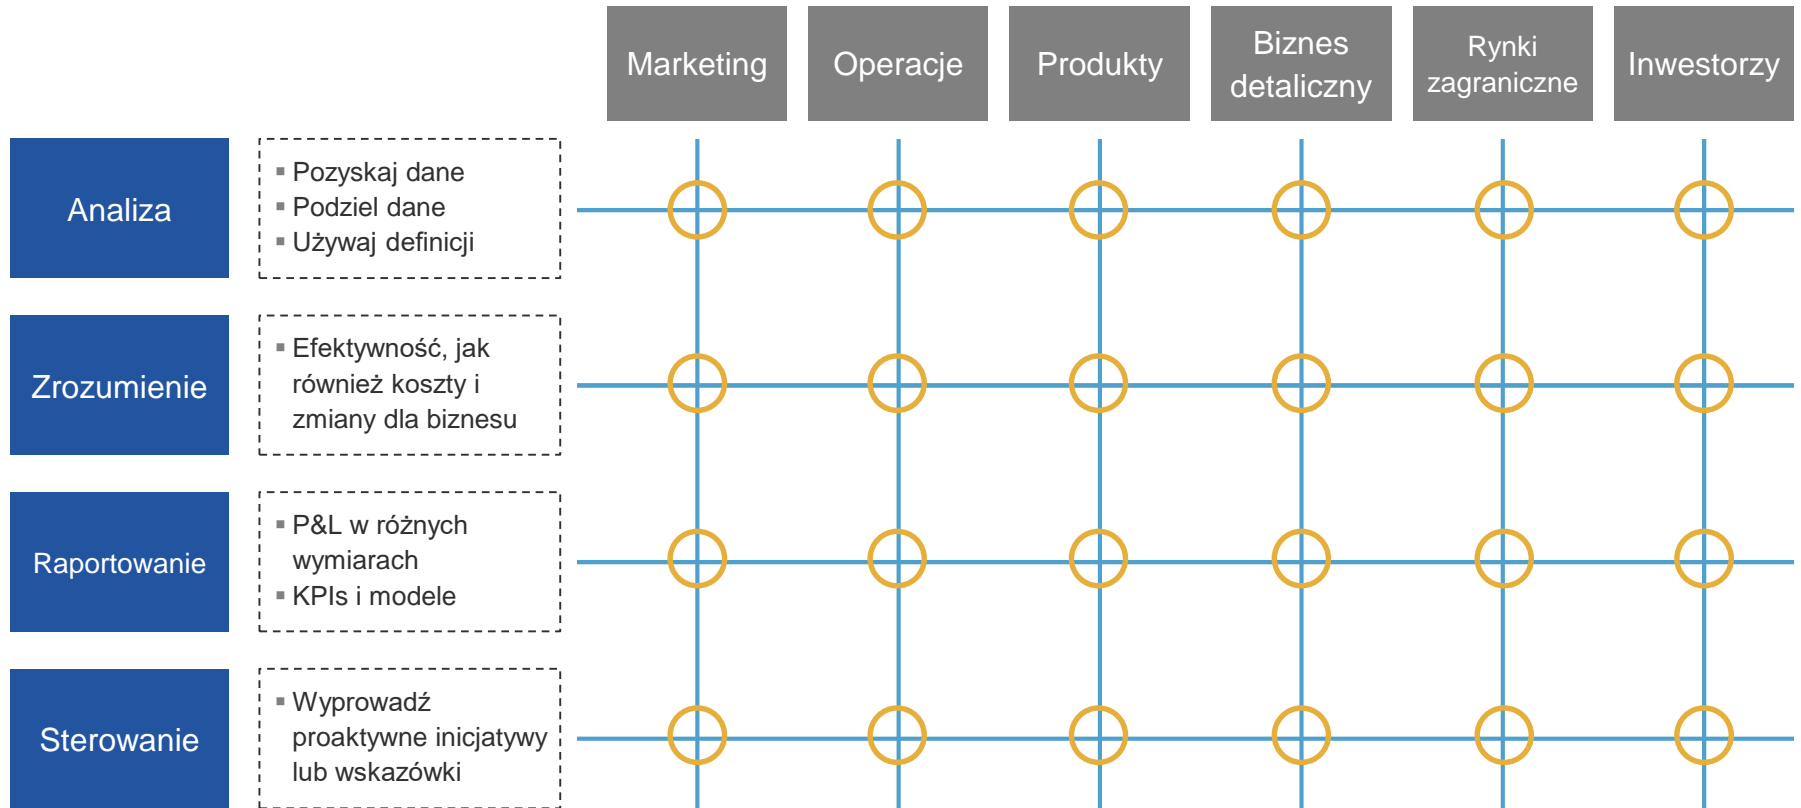 Marketing
Operacje
Produkty
Biznes
detaliczny
Rynki
zagraniczne
Inwestorzy
Analiza
▪ Pozyskaj dane
▪ Podziel dane
▪ Używaj definicji
Zrozumienie
▪ Efektywność, jak
również koszty i
zmiany dla biznesu
Raportowanie
▪ P&L w różnych
wymiarach
▪ KPIs i modele
Sterowanie
▪ Wyprowadź
proaktywne inicjatywy
lub wskazówki